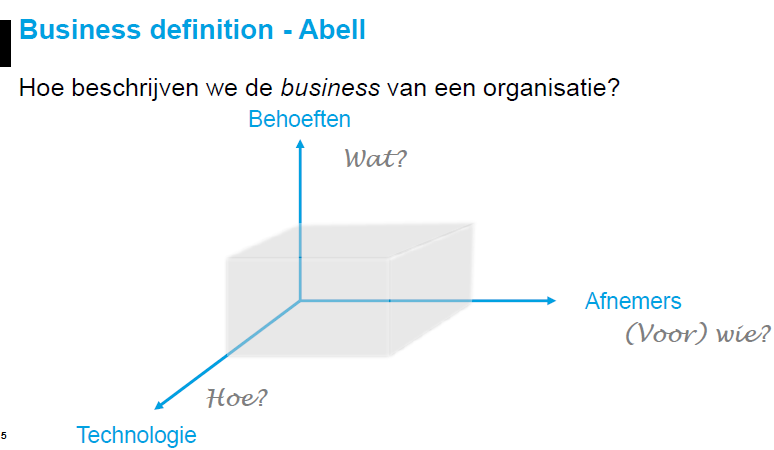 Business definition - Abell
Hoe beschrijven we de business van een organisatie?
Behoeften
Wat?
Afnemers
(Voor) wie?
Hoe?
Technologie
5